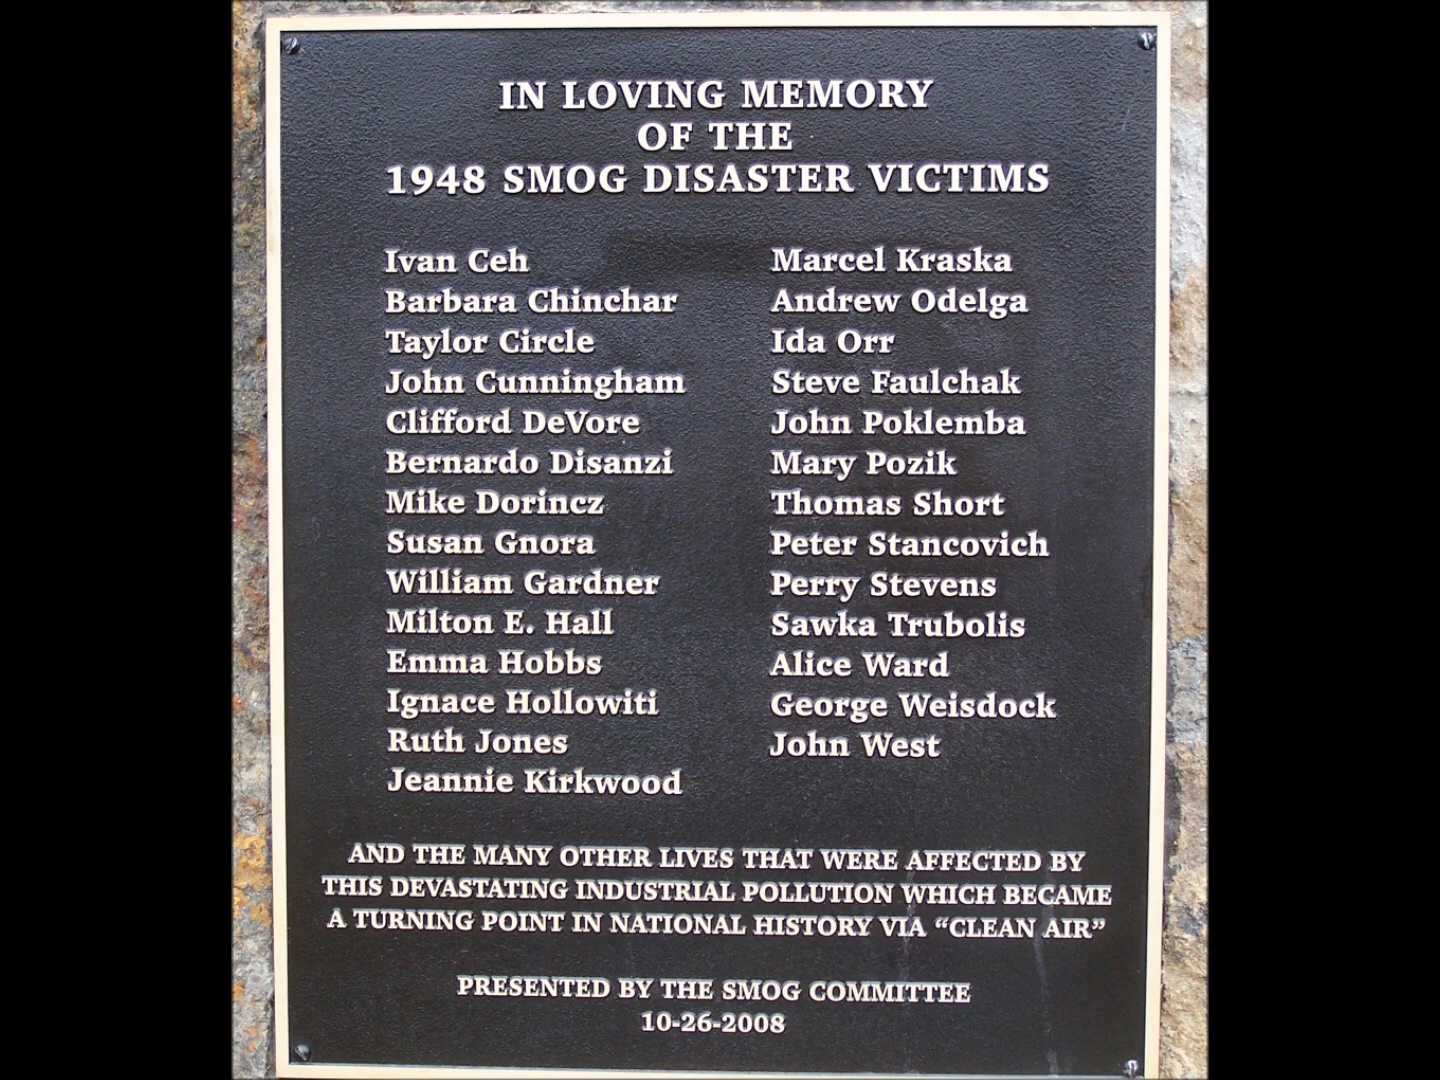 IN LOVING MEMORY
OF THE
1948 SMOG DISASTER VICTIMS
Ivan Ceh
Barbara Chinchar
Taylor Circle
John Cunningham
Clifford DeVore
Bernardo Disanzi
Mike Dorincz
Susan Gnora
William Gardner
Milton E. Hall
Emma Hobbs
Ignace Hollowiti
Ruth Jones
Jeannie Kirkwood
Marcel Kraska
Andrew Odelga
Ida Orr
Steve Faulchak
John Poklemba
Mary Pozik
Thomas Short
Peter Stancovich
Perry Stevens
Sawka Trubolis
Alice Ward
George Weisdock
John West
AND THE MANY OTHER LIVES THAT WERE AFFECTED BY
THIS DEVASTATING INDUSTRIAL POLLUTION WHICH BECAME
A TURNING POINT IN NATIONAL HISTORY VIA “CLEAN AIR”
PRESENTED BY THE SMOG COMMITTEE
10-26-2008